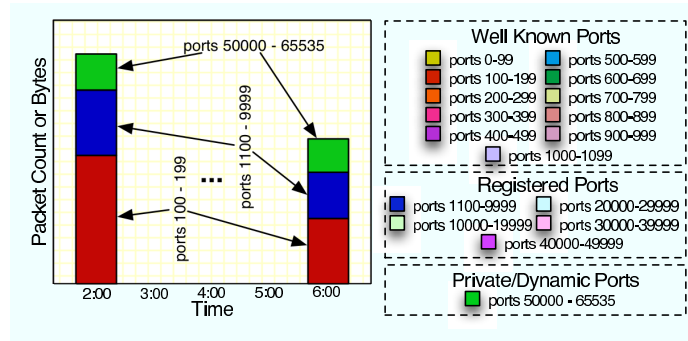 Packet Count or Bytes
ports 50000 - 65535
ports 1100 - 9999
ports 100 - 199
...
2:00 3:00 4:00 5:00 6:00
Time
Well Known Ports
ports 0-99 ports 500-599
ports 100-199 ports 600-699
ports 200-299 ports 700-799
ports 300-399 ports 800-899
ports 400-499 ports 900-999
ports 1000-1099
Registered Ports
ports 1100-9999 ports 20000-29999
ports 10000-19999 ports 30000-39999
ports 40000-49999
Private/Dynamic Ports
ports 50000 - 65535